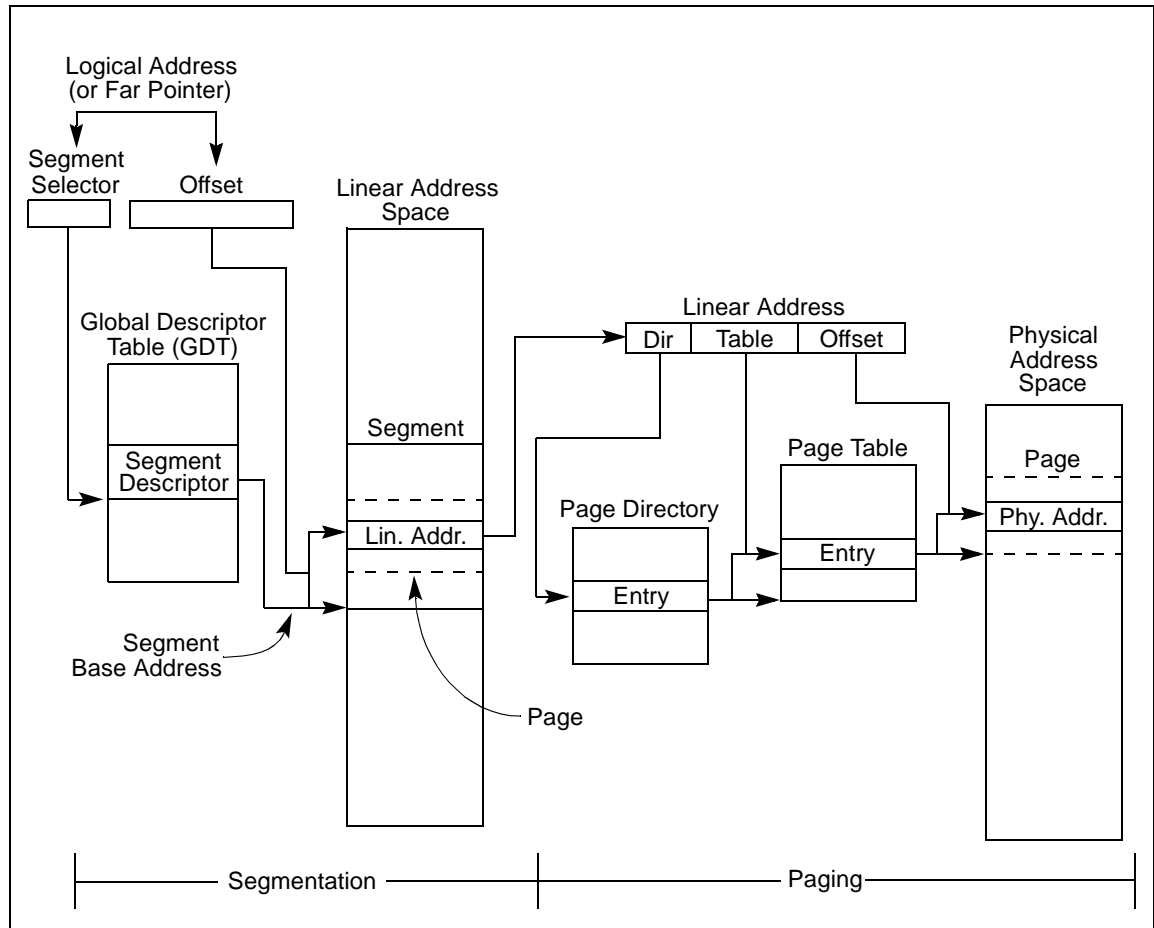 Logical Address
(or Far Pointer)
Segment
Selector
Offset
Linear Address
Space
Global Descriptor
Table (GDT)
Segment
Descriptor
Segment
Lin. Addr.
Segment
Base Address
Page
Linear Address
Dir
Table
Offset
Page Directory
Entry
Page Table
Entry
Physical
Address
Space
Page
Phy. Addr.
Segmentation
Paging